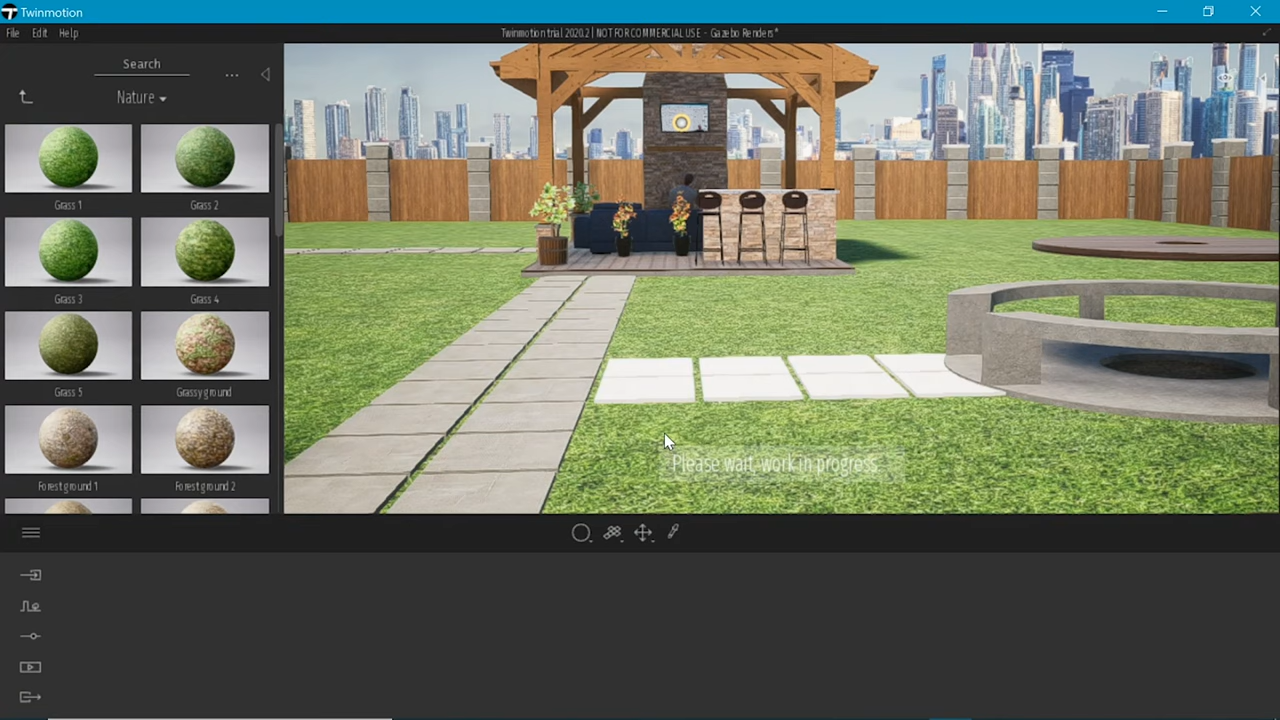 Twinmotion
File Edit Help
Twinmotion trial 2020.2 | NOT FOR COMMERCIAL USE - Gazebo Renders*
Search
...
Nature
Grass 1
Grass 2
Grass 3
Grass 4
Grass 5
Grassy ground
Forest ground 1
Forest ground 2
Please wait, work in progress